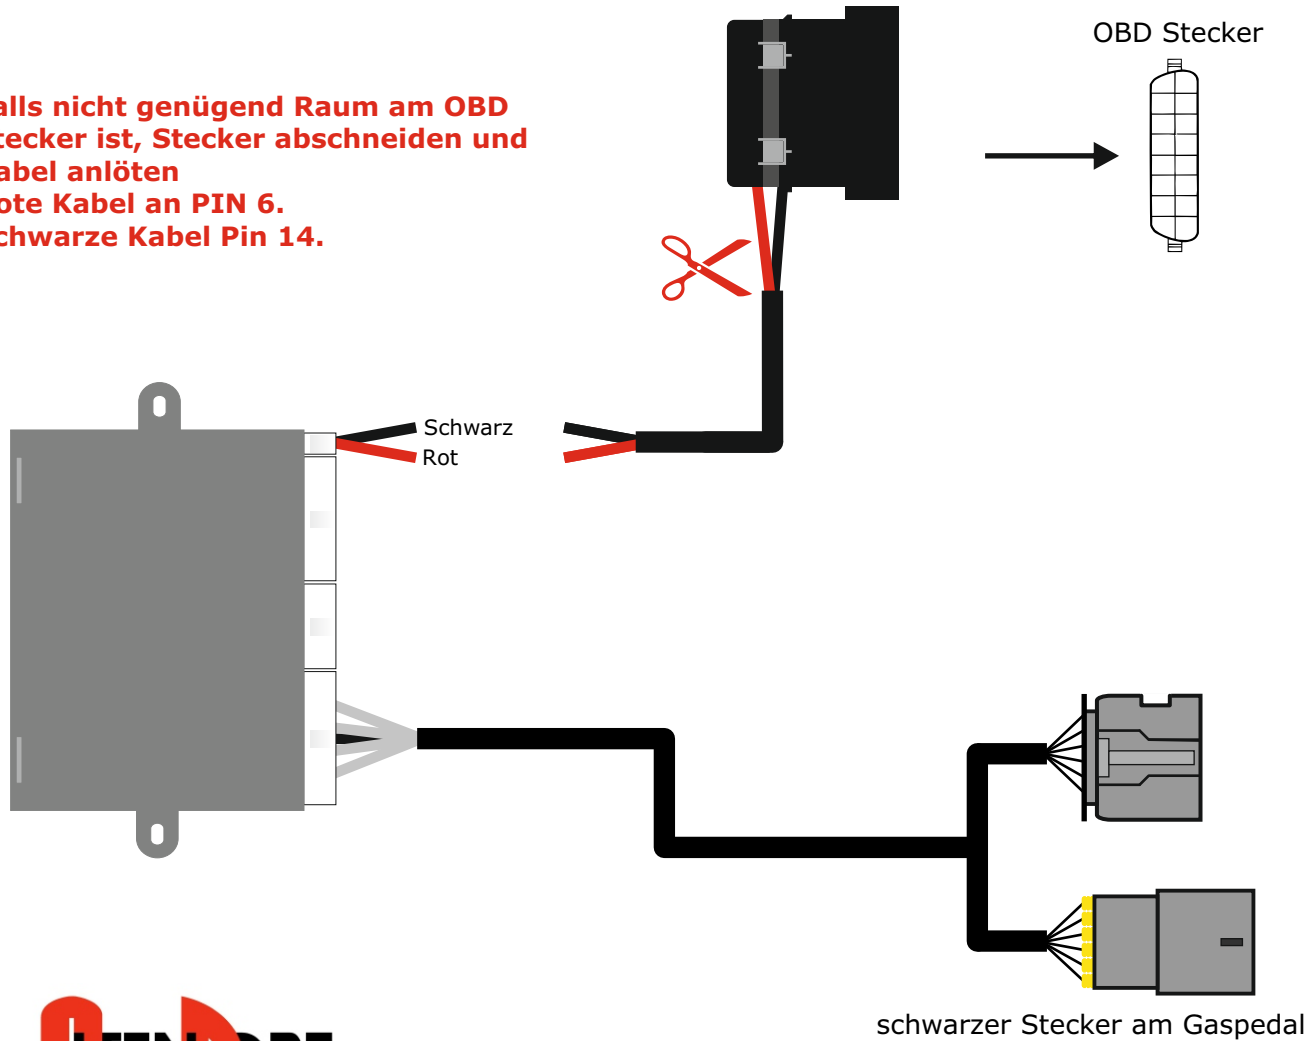 OBD Stecker
alls nicht genügend Raum am OBD
tecker ist, Stecker abschneiden und
abel anlöten
ote Kabel an PIN 6.
chwarze Kabel Pin 14.
Schwarz
Rot
schwarzer Stecker am Gaspedal